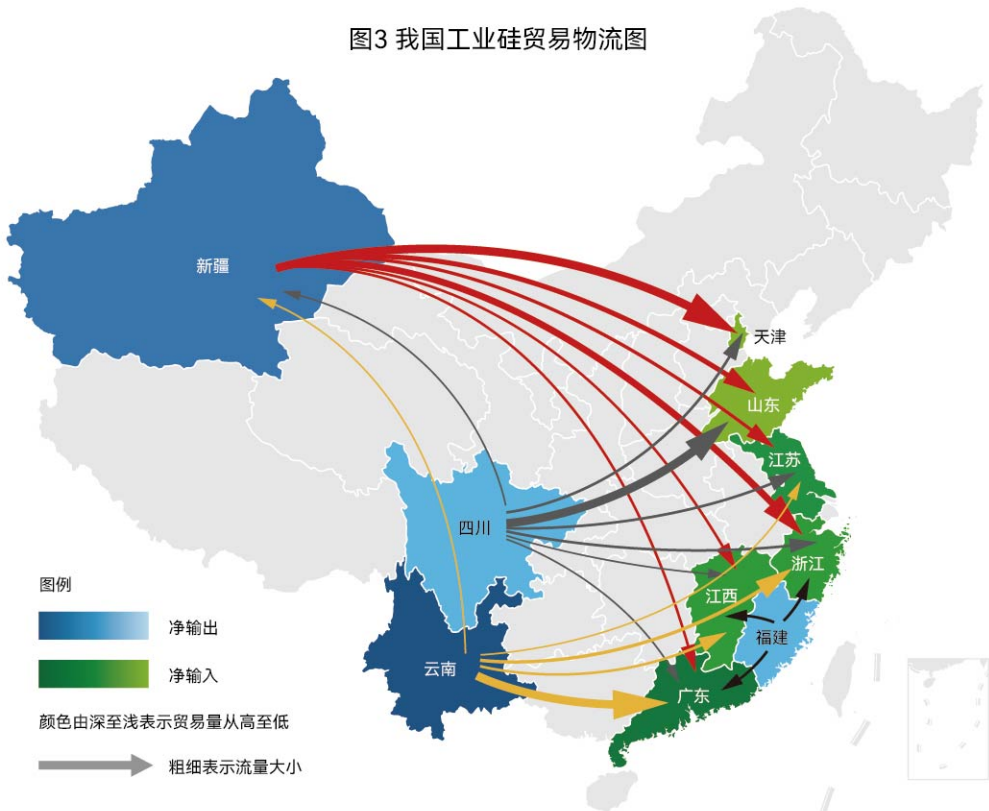 图3 我国工业硅贸易物流图
新疆
天津
山东
江苏
四川
浙江
江西
福建
云南
广东
图例
净输出
净输入
颜色由深至浅表示贸易量从高至低
粗细表示流量大小